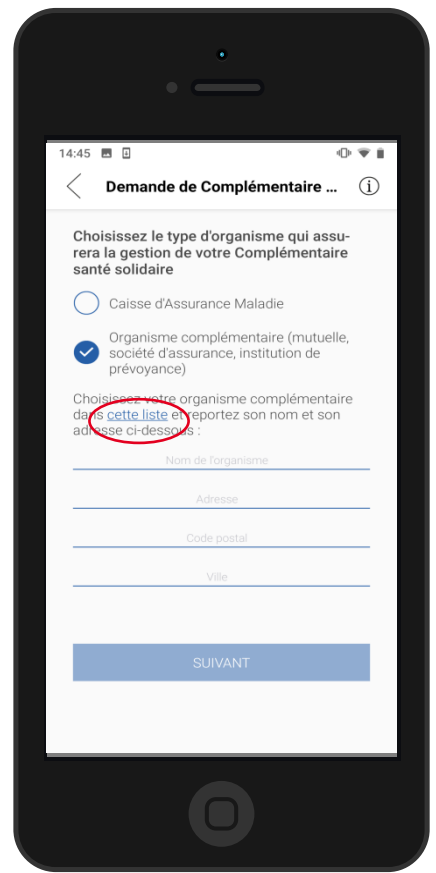 14:45
Demande de Complémentaire ...
Choisissez le type d'organisme qui assu-
rera la gestion de votre Complémentaire
santé solidaire
Caisse d'Assurance Maladie
Organisme complémentaire (mutuelle,
société d'assurance, institution de
prévoyance)
Choisissez votre organisme complémentaire
dans cette liste et reportez son nom et son
adresse ci-dessous :
Nom de l'organisme
Adresse
Code postal
Ville
SUIVANT